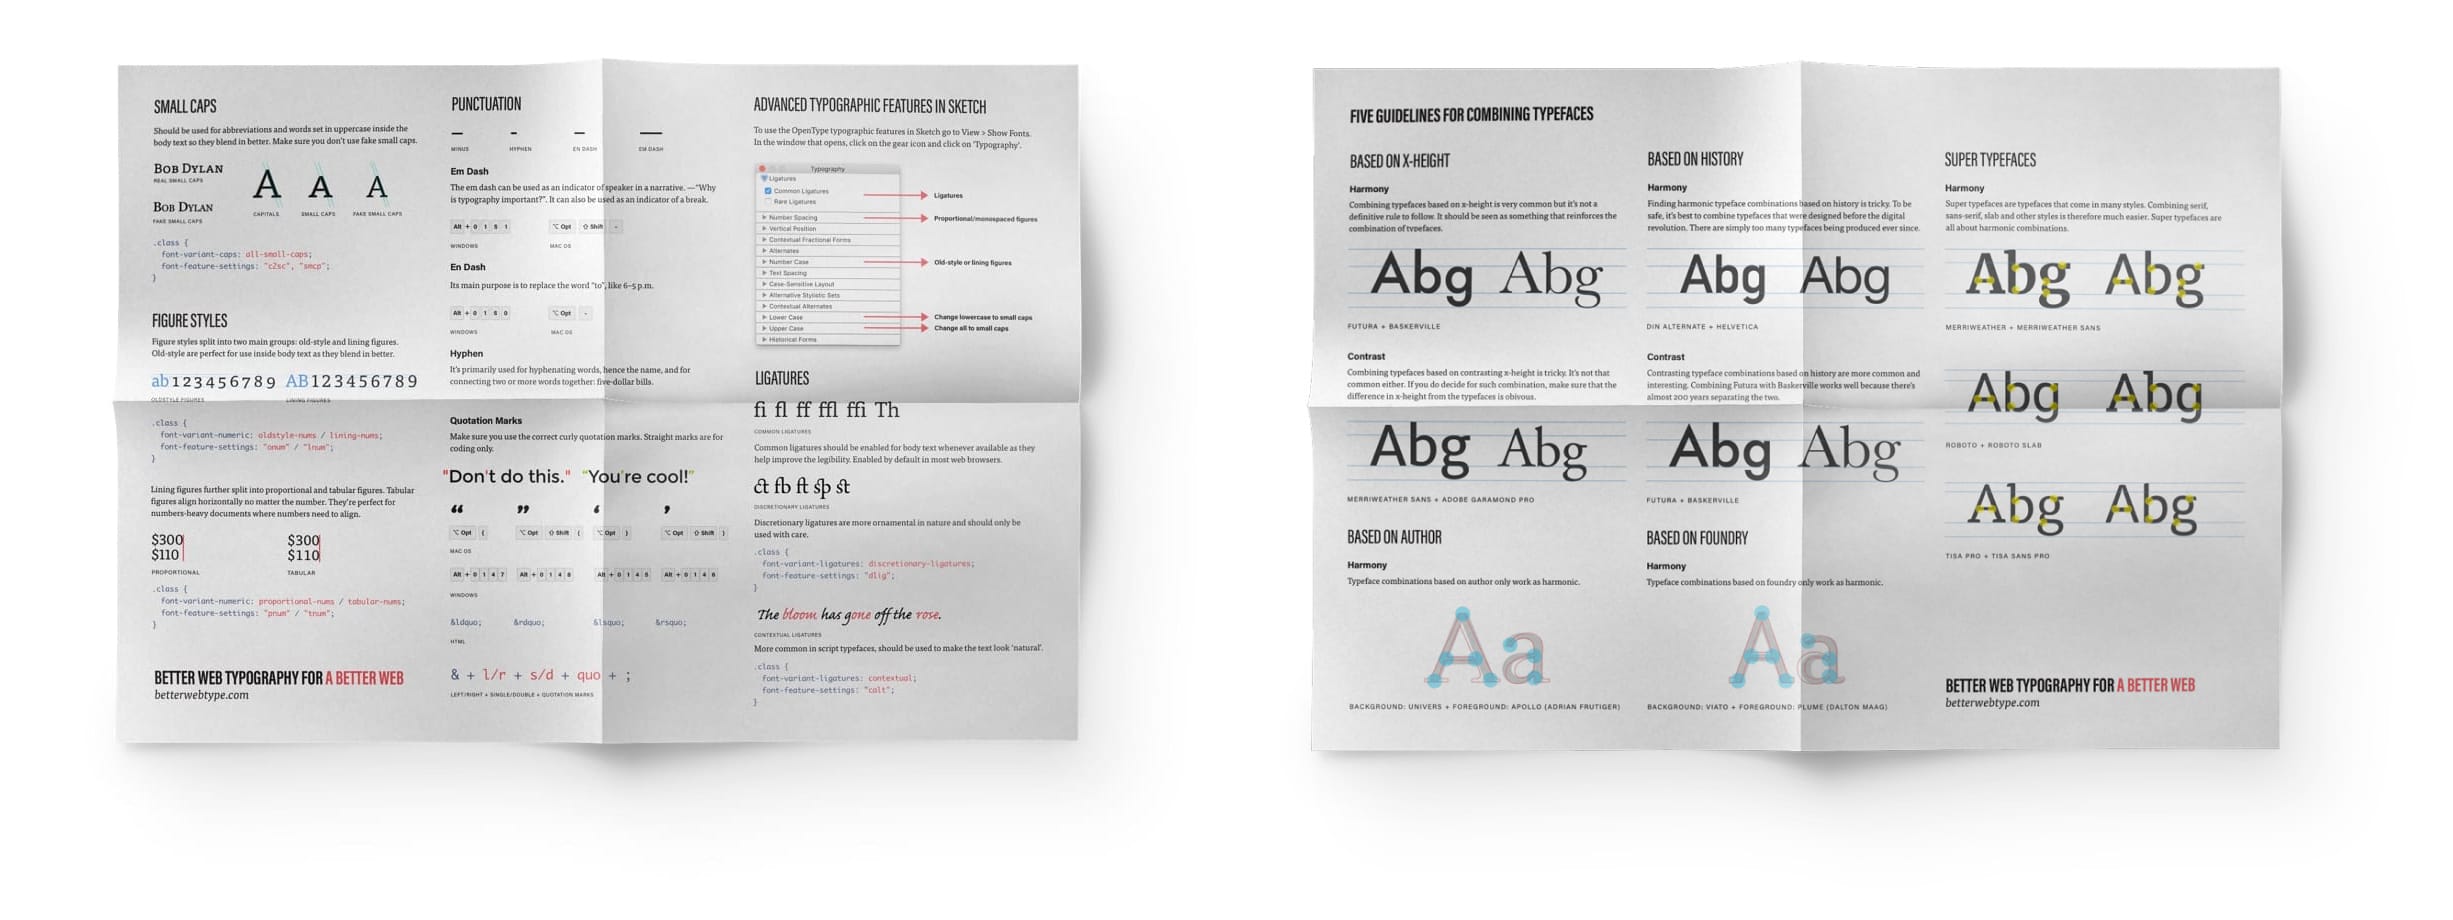 SMALL CAPS
Should be used for abbreviations and words set in uppercase inside the
body text so they blend in better. Make sure you don't use fake small caps.
BOB DYLAN
REAL SMALL CAPS
BOB DYLAN
FAKE SMALL CAPS
A A A
CAPITALS SMALL CAPS FAKE SMALL CAPS
.class {
font-variant-caps: all-small-caps;
font-feature-settings: "c2sc", "smcp";
}
FIGURE STYLES
Figure styles split into two main groups: old-style and lining figures.
Old-style are perfect for use inside body text as they blend in better.
ab123456789 AB123456789
OLDSTYLE FIGURES LINING FIGURES
.class {
font-variant-numeric: oldstyle-nums / lining-nums;
font-feature-settings: "onum" / "lnum";
}
Lining figures further split into proportional and tabular figures. Tabular
figures align horizontally no matter the number. They're perfect for
numbers-heavy documents where numbers need to align.
$300 $300
$110 $110
PROPORTIONAL TABULAR
.class {
font-variant-numeric: proportional-nums / tabular-nums;
font-feature-settings: "pnum" / "tnum";
}
BETTER WEB TYPOGRAPHY FOR A BETTER WEB
betterwebtype.com
PUNCTUATION
− - – —
MINUS HYPHEN EN DASH EM DASH
Em Dash
The em dash can be used as an indicator of speaker in a narrative. —“Why
is typography important?”. It can also be used as an indicator of a break.
Alt + 0 1 5 1 ⌥ Opt ⇧ Shift -
WINDOWS MAC OS
En Dash
Its main purpose is to replace the word "to", like 6–5 p.m.
Alt + 0 1 5 0 ⌥ Opt -
WINDOWS MAC OS
Hyphen
It's primarily used for hyphenating words, hence the name, and for
connecting two or more words together: five-dollar bills.
Quotation Marks
Make sure you use the correct curly quotation marks. Straight marks are for
coding only.
"Don't do this." “You’re cool!”
“ ” ‘ ’
⌥ Opt { ⌥ Opt ⇧ Shift { ⌥ Opt } ⌥ Opt ⇧ Shift }
MAC OS
Alt + 0 1 4 7 Alt + 0 1 4 8 Alt + 0 1 4 5 Alt + 0 1 4 6
WINDOWS
&ldquo; &rdquo; &lsquo; &rsquo;
HTML
& + l/r + s/d + quo + ;
LEFT/RIGHT + SINGLE/DOUBLE + QUOTATION MARKS
ADVANCED TYPOGRAPHIC FEATURES IN SKETCH
To use the OpenType typographic features in Sketch go to View > Show Fonts.
In the window that opens, click on the gear icon and click on 'Typography'.
Typography
Ligatures
Common Ligatures
Rare Ligatures
Number Spacing
Vertical Position
Contextual Fractional Forms
Alternates
Number Case
Text Spacing
Case-Sensitive Layout
Alternative Stylistic Sets
Contextual Alternates
Lower Case
Upper Case
Historical Forms
Ligatures
Proportional/monospaced figures
Old-style or lining figures
Change lowercase to small caps
Change all to small caps
LIGATURES
fi fl ff ffl ffi Th
COMMON LIGATURES
Common ligatures should be enabled for body text whenever available as they
help improve the legibility. Enabled by default in most web browsers.
ct fb ft sp st
DISCRETIONARY LIGATURES
Discretionary ligatures are more ornamental in nature and should only be
used with care.
.class {
font-variant-ligatures: discretionary-ligatures;
font-feature-settings: "dlig";
}
The bloom has gone off the rose.
CONTEXTUAL LIGATURES
More common in script typefaces, should be used to make the text look 'natural'.
.class {
font-variant-ligatures: contextual;
font-feature-settings: "calt";
}
FIVE GUIDELINES FOR COMBINING TYPEFACES
BASED ON X-HEIGHT
Harmony
Combining typefaces based on x-height is very common but it's not a
definitive rule to follow. It should be seen as something that reinforces the
combination of typefaces.
Abg Abg
FUTURA + BASKERVILLE
Contrast
Combining typefaces based on contrasting x-height is tricky. It's not that
common either. If you do decide for such combination, make sure that the
difference in x-height from the typefaces is obivous.
Abg Abg
MERRIWEATHER SANS + ADOBE GARAMOND PRO
BASED ON AUTHOR
Harmony
Typeface combinations based on author only work as harmonic.
Aa
BACKGROUND: UNIVERS + FOREGROUND: APOLLO (ADRIAN FRUTIGER)
BASED ON HISTORY
Harmony
Finding harmonic typeface combinations based on history is tricky. To be
safe, it's best to combine typefaces that were designed before the digital
revolution. There are simply too many typefaces being produced ever since.
Abg Abg
DIN ALTERNATE + HELVETICA
Contrast
Contrasting typeface combinations based on history are more common and
interesting. Combining Futura with Baskerville works well because there's
almost 200 years separating the two.
Abg Abg
FUTURA + BASKERVILLE
BASED ON FOUNDRY
Harmony
Typeface combinations based on foundry only work as harmonic.
Aa
BACKGROUND: VIATO + FOREGROUND: PLUME (DALTON MAAG)
SUPER TYPEFACES
Harmony
Super typefaces are typefaces that come in many styles. Combining serif,
sans-serif, slab and other styles is therefore much easier. Super typefaces are
all about harmonic combinations.
Abg Abg
MERRIWEATHER + MERRIWEATHER SANS
Abg Abg
ROBOTO + ROBOTO SLAB
Abg Abg
TISA PRO + TISA SANS PRO
BETTER WEB TYPOGRAPHY FOR A BETTER WEB
betterwebtype.com